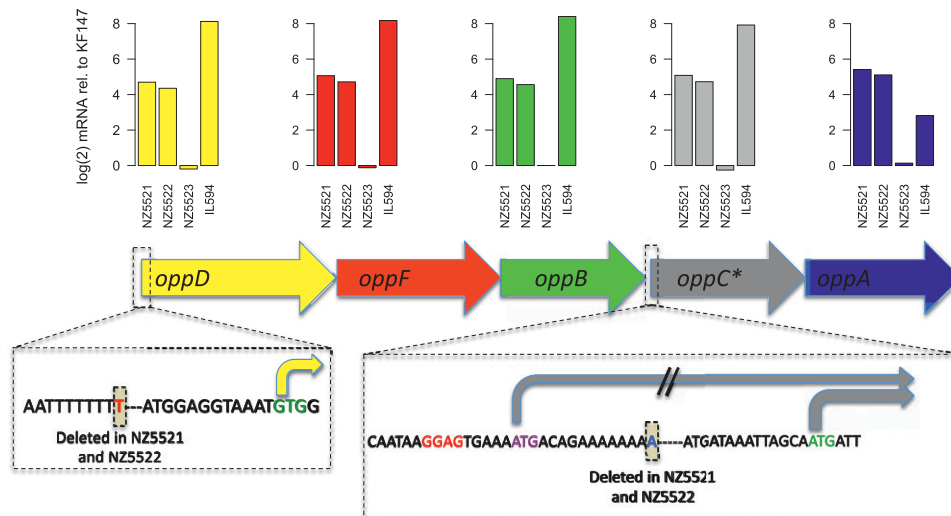 log(2) mRNA rel. to KF147
8 8 8 8 8
6 6 6 6 6
4 4 4 4 4
2 2 2 2 2
0 0 0 0 0
NZ5521 NZ5522 NZ5523 IL594
NZ5521 NZ5522 NZ5523 IL594
NZ5521 NZ5522 NZ5523 IL594
NZ5521 NZ5522 NZ5523 IL594
NZ5521 NZ5522 NZ5523 IL594
oppD oppF oppB oppC* oppA
AATTTTTTTT---ATGGAGGTAAATGTGG
Deleted in NZ5521
and NZ5522
CAATAAGGAGTGAAAATGACAGAAAAAAAA-----ATGATAAATTAGCAATGATT
Deleted in NZ5521
and NZ5522